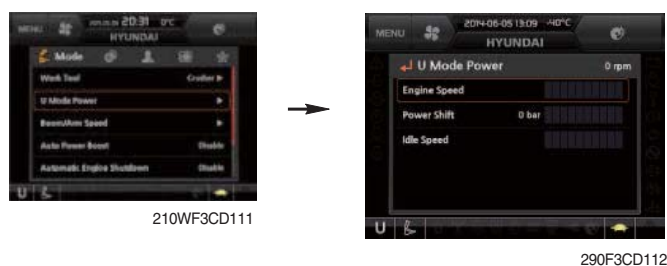 MENU 20:31 0°C
HYUNDAI
Mode
Work Tool Crusher
U Mode Power
Boom/Arm Speed
Auto Power Boost Disable
Automatic Engine Shutdown Disable
U
210WF3CD111
MENU 2014-06-05 13:09 -40°C
HYUNDAI
U Mode Power 0 rpm
Engine Speed
Power Shift 0 bar
Idle Speed
U
290F3CD112